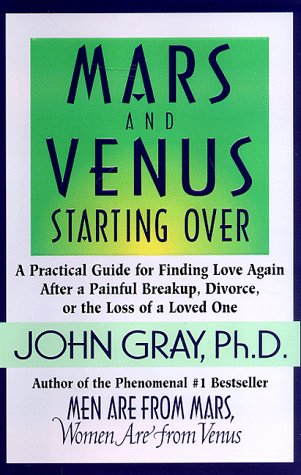 MARS
AND
VENUS
STARTING OVER
A Practical Guide for Finding Love Again
After a Painful Breakup, Divorce,
or the Loss of a Loved One
JOHN GRAY, Ph.D.
Author of the Phenomenal #1 Bestseller
MEN ARE FROM MARS,
Women Are from Venus